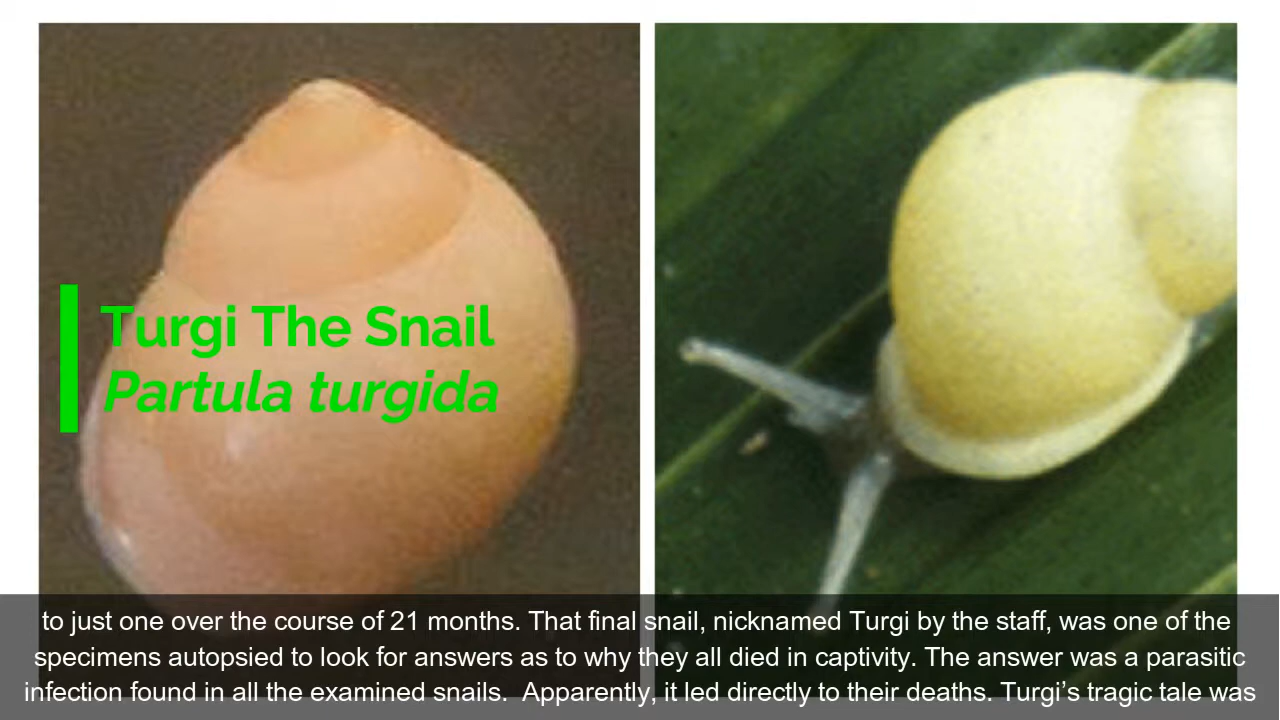 Turgi The Snail
Partula turgida
to just one over the course of 21 months. That final snail, nicknamed Turgi by the staff, was one of the
specimens autopsied to look for answers as to why they all died in captivity. The answer was a parasitic
infection found in all the examined snails.  Apparently, it led directly to their deaths. Turgi’s tragic tale was